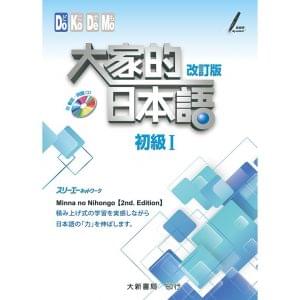 Do Ko De Mo
大家的
日本語
改訂版
初級 I
スリーエーネットワーク
Minna no Nihongo【2nd. Edition】
積み上げ式の学習を実感しながら
日本語の「力」を伸ばします。
大新書局 印行